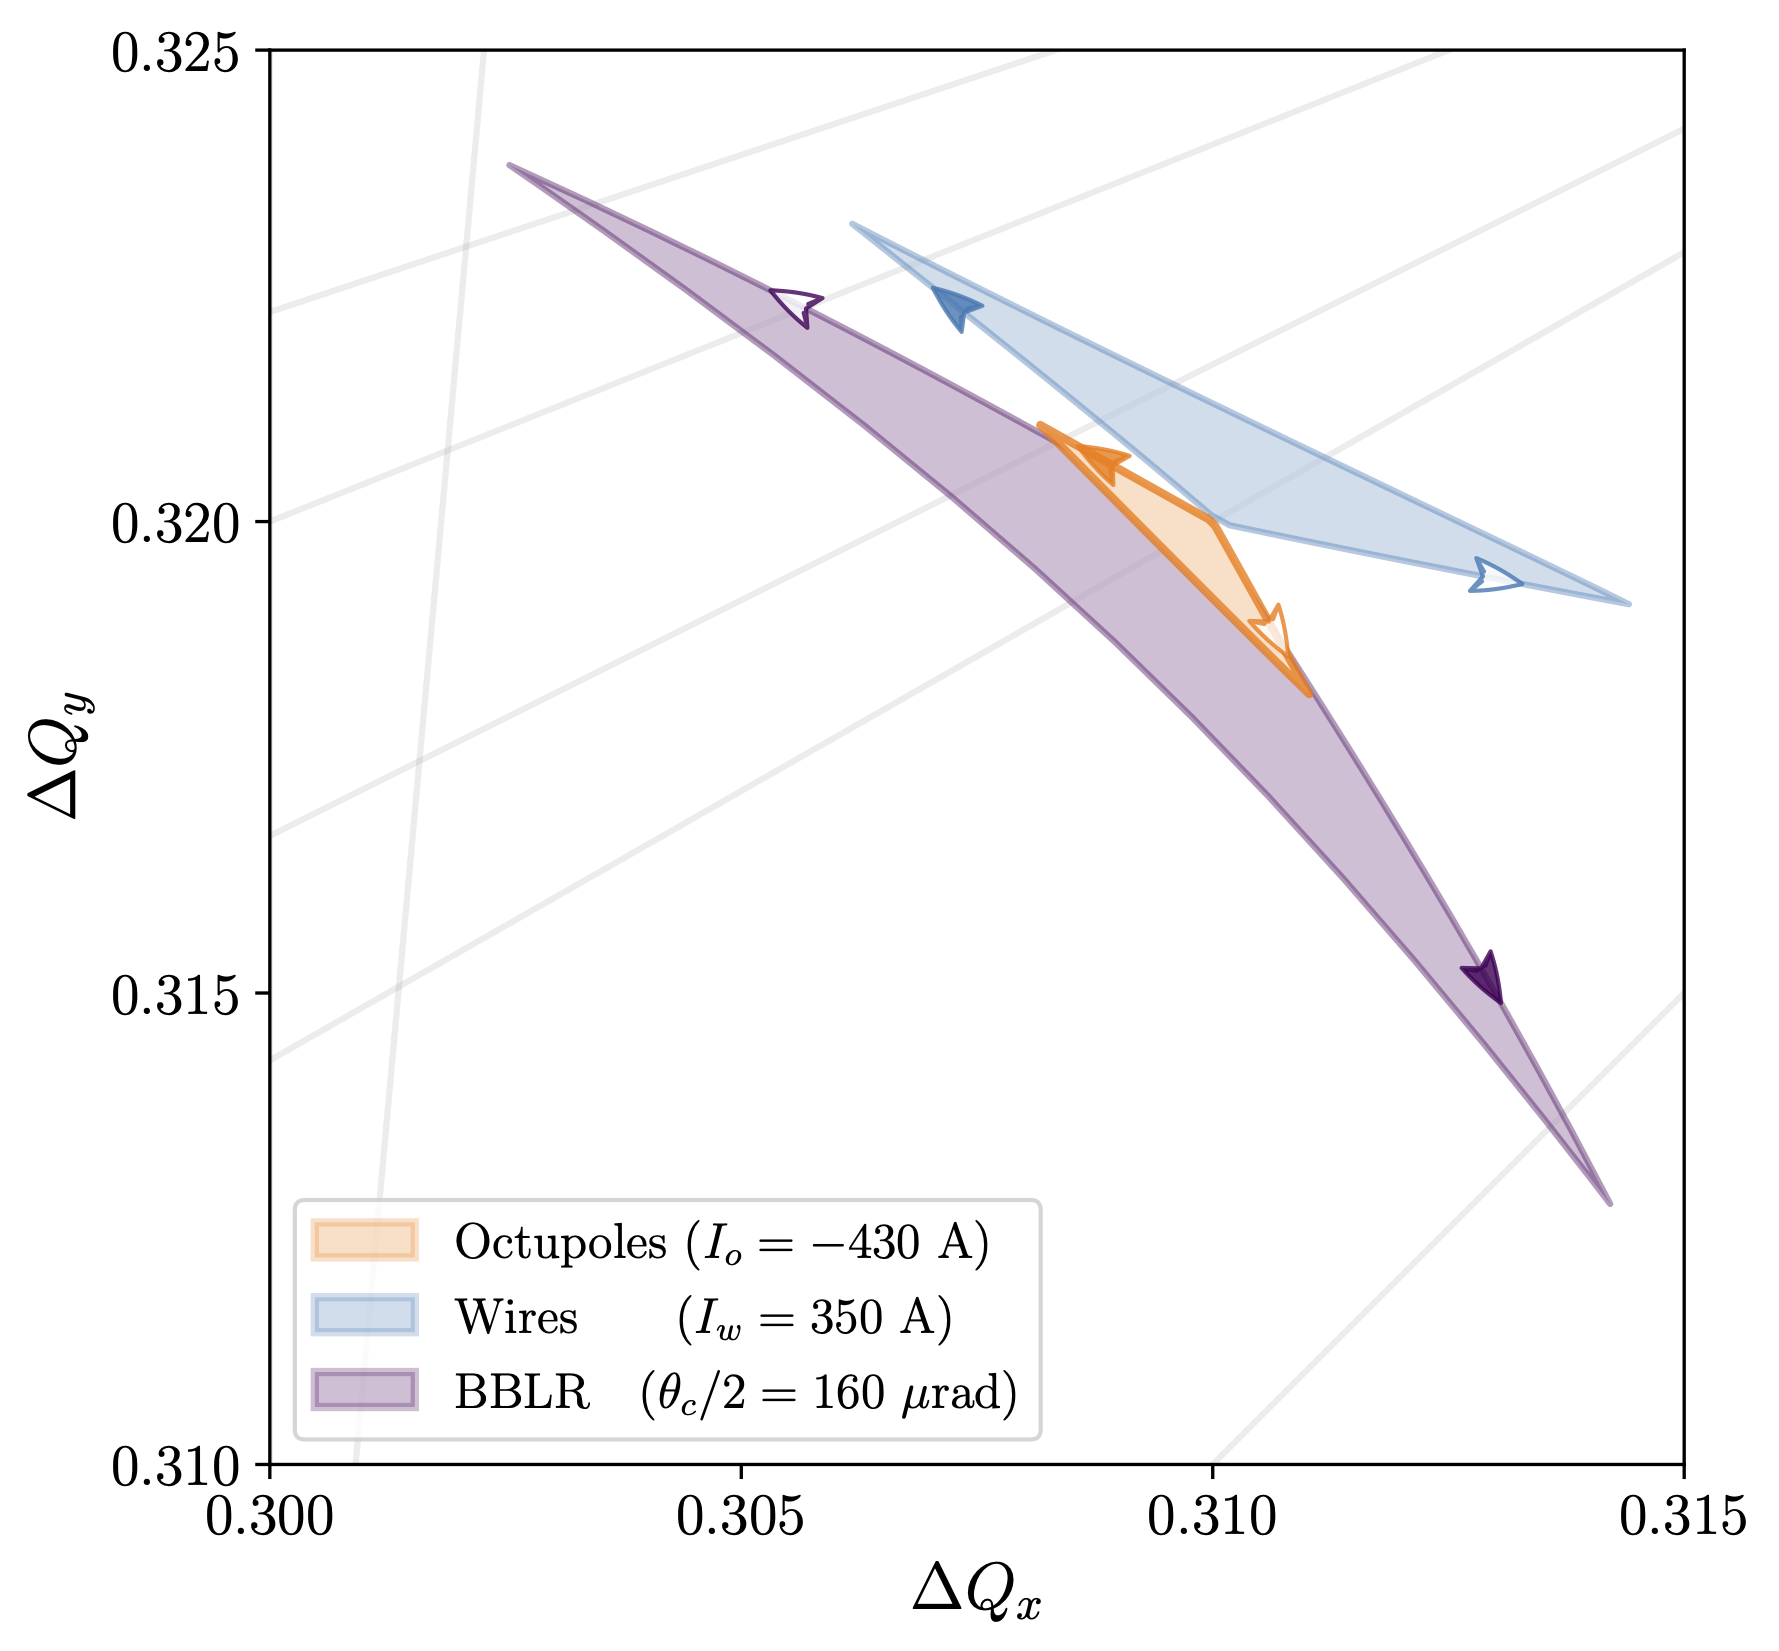 0.325
0.320
0.315
0.310
ΔQ_y
Octupoles (I_o = −430 A)
Wires (I_w = 350 A)
BBLR (θ_c/2 = 160 μrad)
0.300 0.305 0.310 0.315
ΔQ_x